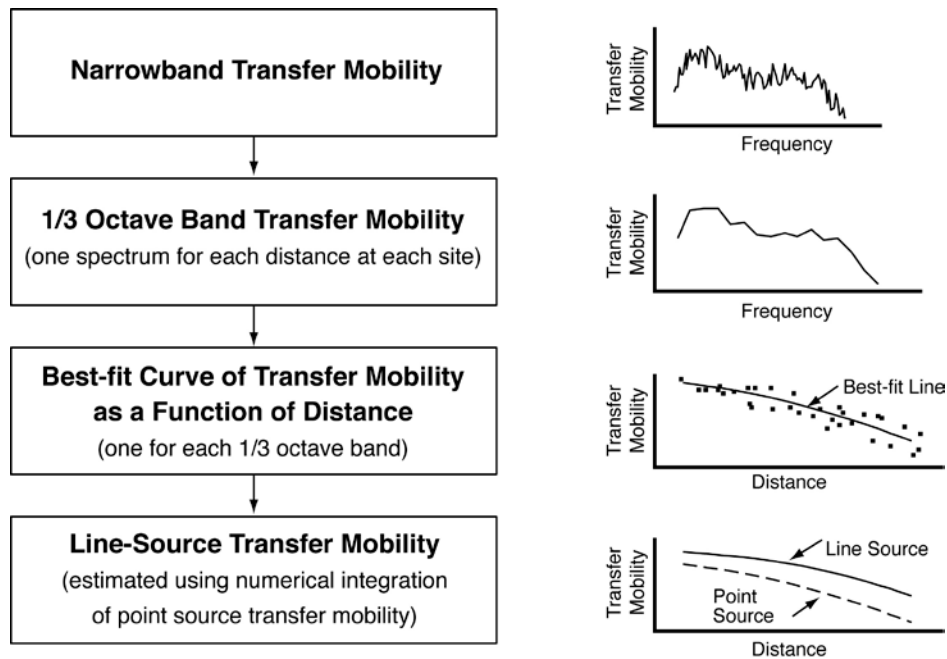 Narrowband Transfer Mobility
Transfer
Mobility
Frequency
1/3 Octave Band Transfer Mobility
(one spectrum for each distance at each site)
Transfer
Mobility
Frequency
Best-fit Curve of Transfer Mobility
as a Function of Distance
(one for each 1/3 octave band)
Transfer
Mobility
Best-fit Line
Distance
Line-Source Transfer Mobility
(estimated using numerical integration
of point source transfer mobility)
Transfer
Mobility
Line Source
Point
Source
Distance